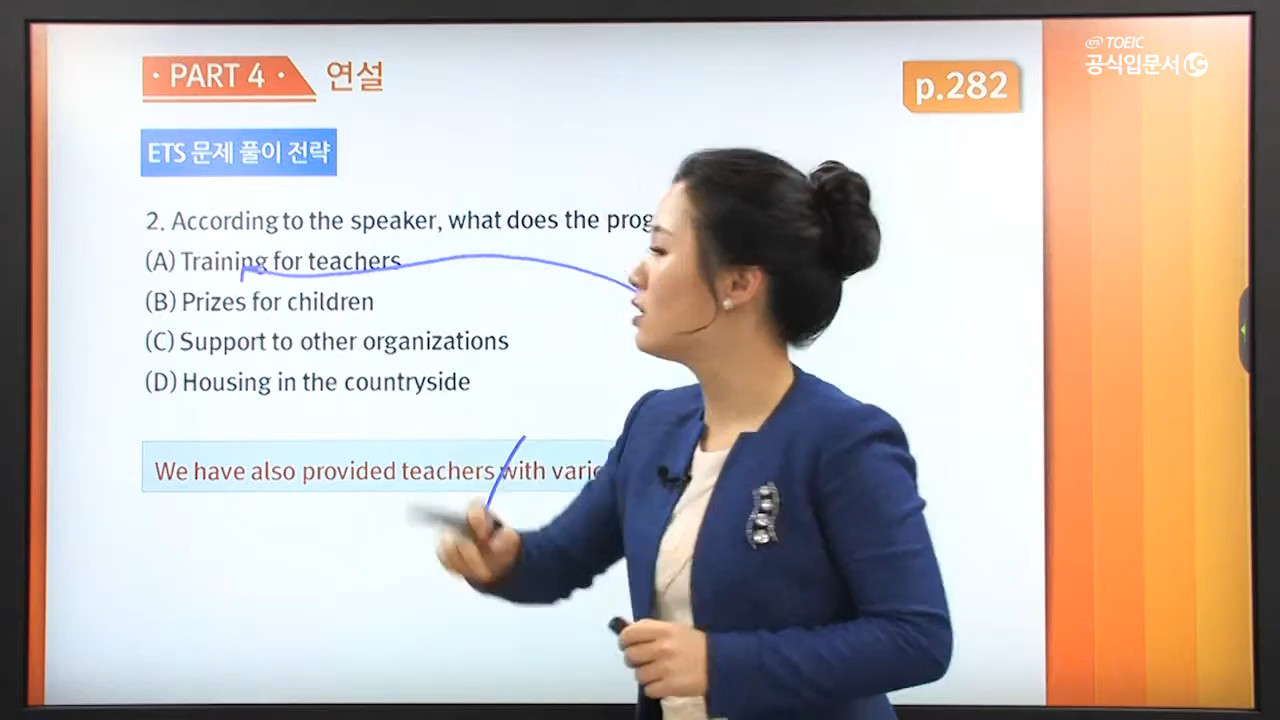 · PART 4 ·
연설
p.282
ETS TOEIC
공식입문서 LC
ETS 문제 풀이 전략
2. According to the speaker, what does the
(A) Training for teachers
(B) Prizes for children
(C) Support to other organizations
(D) Housing in the countryside
We have also provided teachers with